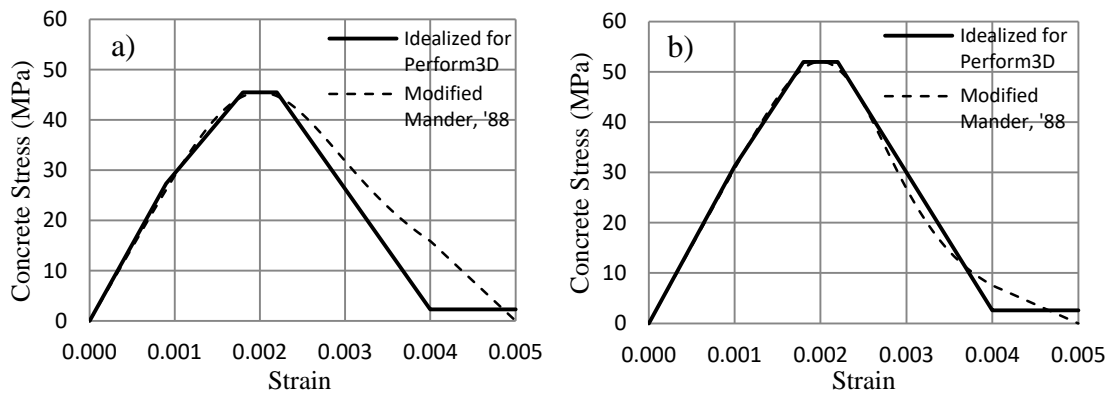 a)
Idealized for
Perform3D
Modified
Mander, '88
Concrete Stress (MPa)
60
50
40
30
20
10
0
0.000 0.001 0.002 0.003 0.004 0.005
Strain
b)
Idealized for
Perform3D
Modified
Mander, '88
Concrete Stress (MPa)
60
50
40
30
20
10
0
0.000 0.001 0.002 0.003 0.004 0.005
Strain